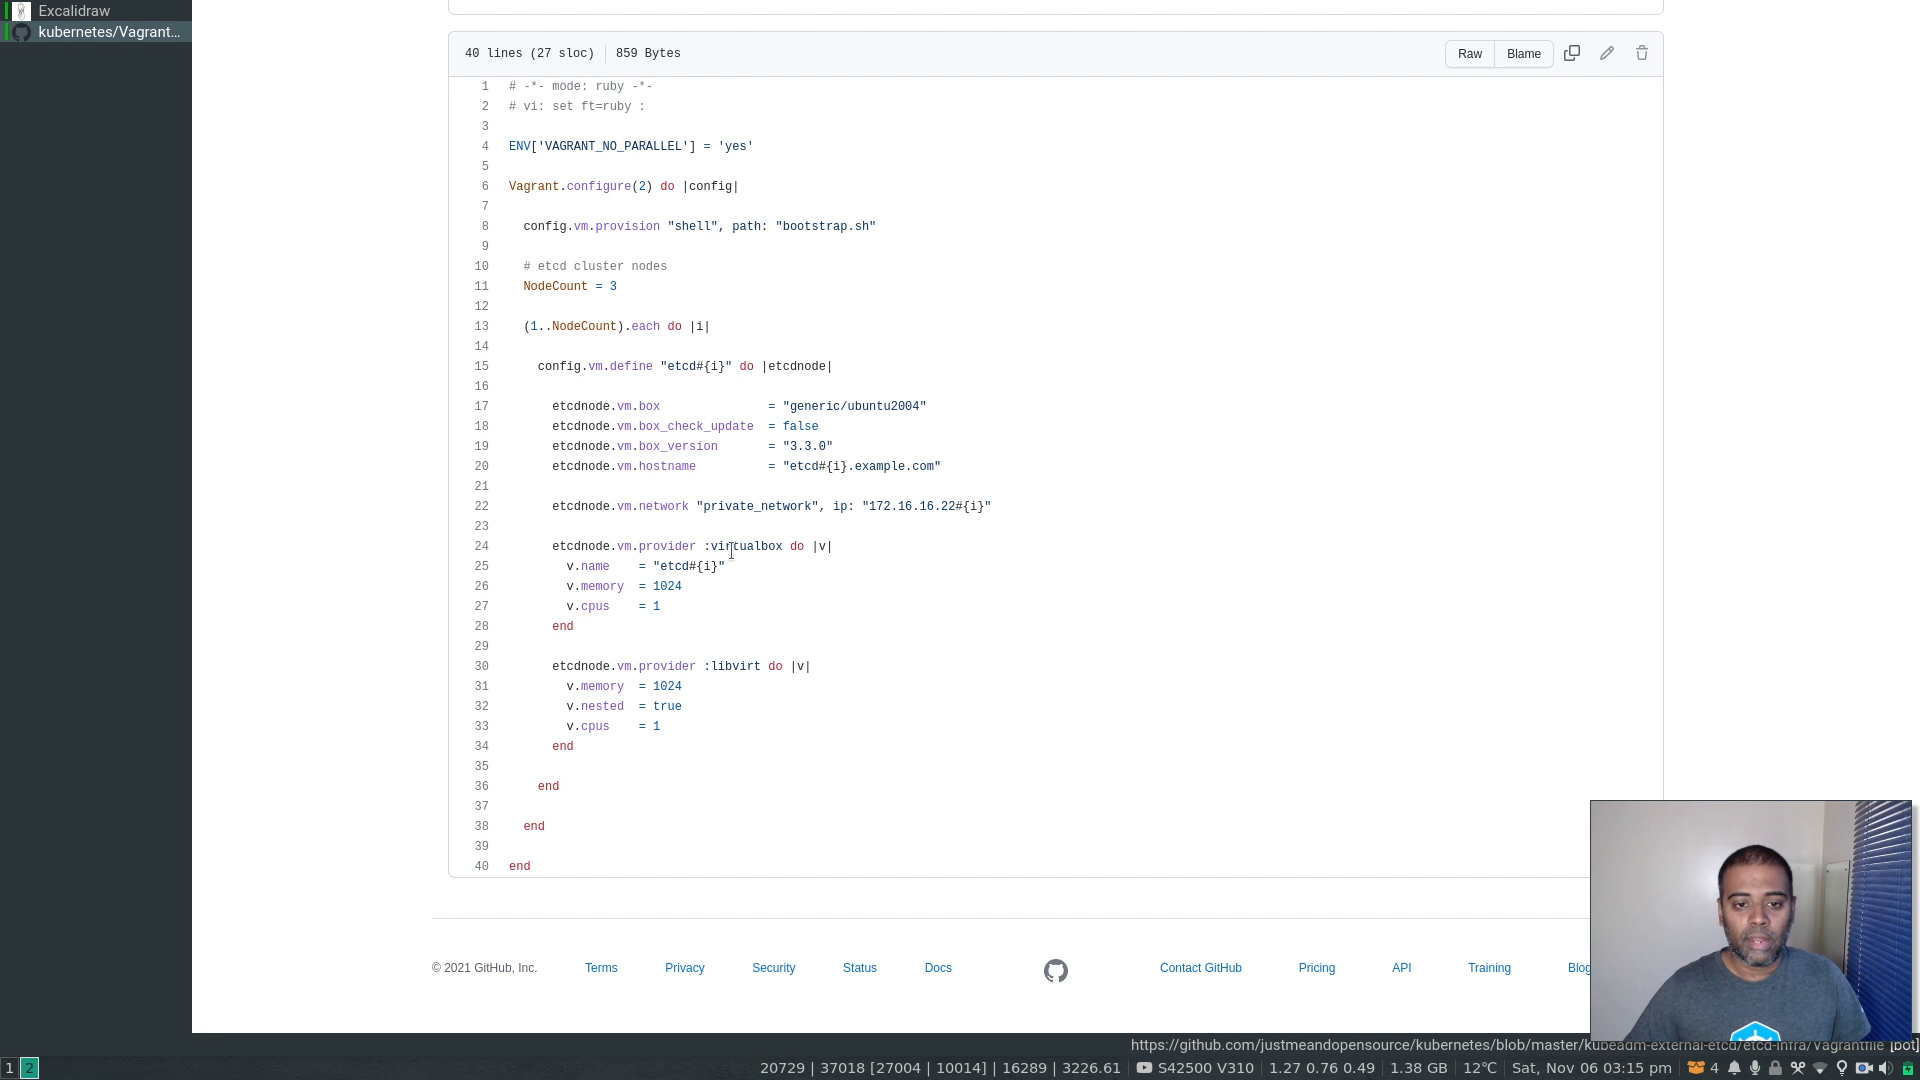 Excalidraw
kubernetes/Vagrant...
40 lines (27 sloc) 859 Bytes
Raw Blame
1 # -*- mode: ruby -*-
2 # vi: set ft=ruby :
3
4 ENV['VAGRANT_NO_PARALLEL'] = 'yes'
5
6 Vagrant.configure(2) do |config|
7
8 config.vm.provision "shell", path: "bootstrap.sh"
9
10 # etcd cluster nodes
11 NodeCount = 3
12
13 (1..NodeCount).each do |i|
14
15 config.vm.define "etcd#{i}" do |etcdnode|
16
17 etcdnode.vm.box = "generic/ubuntu2004"
18 etcdnode.vm.box_check_update = false
19 etcdnode.vm.box_version = "3.3.0"
20 etcdnode.vm.hostname = "etcd#{i}.example.com"
21
22 etcdnode.vm.network "private_network", ip: "172.16.16.22#{i}"
23
24 etcdnode.vm.provider :virtualbox do |v|
25 v.name = "etcd#{i}"
26 v.memory = 1024
27 v.cpus = 1
28 end
29
30 etcdnode.vm.provider :libvirt do |v|
31 v.memory = 1024
32 v.nested = true
33 v.cpus = 1
34 end
35
36 end
37
38 end
39
40 end
© 2021 GitHub, Inc. Terms Privacy Security Status Docs Contact GitHub Pricing API Training Blog
https://github.com/justmeandopensource/kubernetes/blob/master/kubeadm-external-etcd/etcd-infra/Vagrantfile [bot]
1 2 20729 | 37018 [27004 | 10014] | 16289 | 3226.61 S42500 V310 1.27 0.76 0.49 1.38 GB 12°C Sat, Nov 06 03:15 pm 4